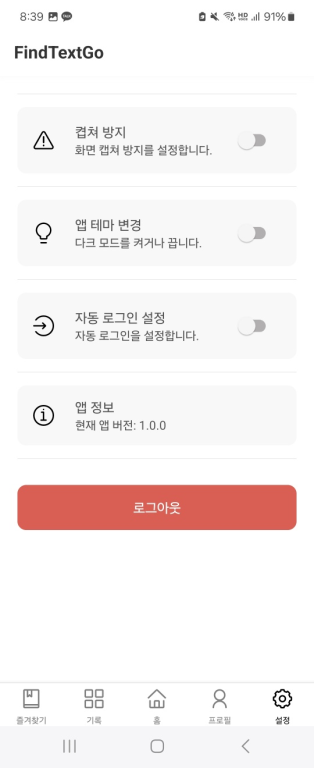 8:39
91%
FindTextGo
캡쳐 방지
화면 캡쳐 방지를 설정합니다.
앱 테마 변경
다크 모드를 켜거나 끕니다.
자동 로그인 설정
자동 로그인을 설정합니다.
앱 정보
현재 앱 버전: 1.0.0
로그아웃
즐겨찾기 기록 홈 프로필 설정